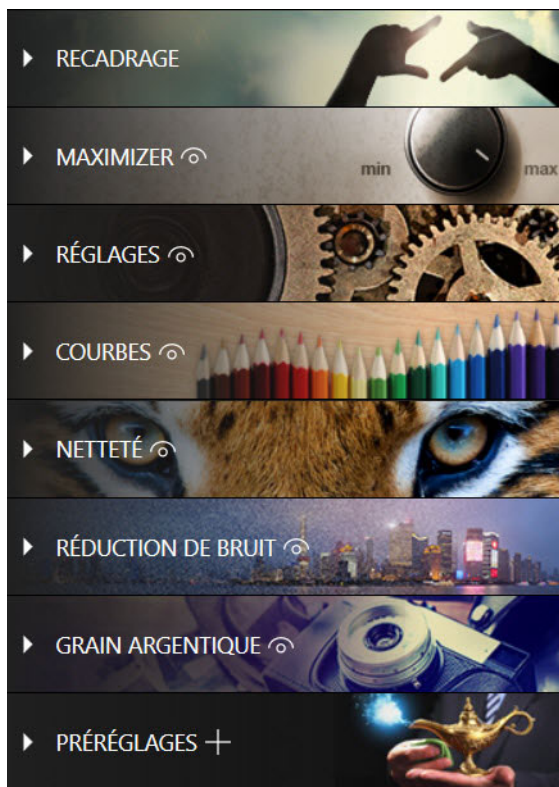 RECADRAGE
MAXIMIZER
min max
RÉGLAGES
COURBES
NETTETÉ
RÉDUCTION DE BRUIT
GRAIN ARGENTIQUE
PRÉRÉGLAGES